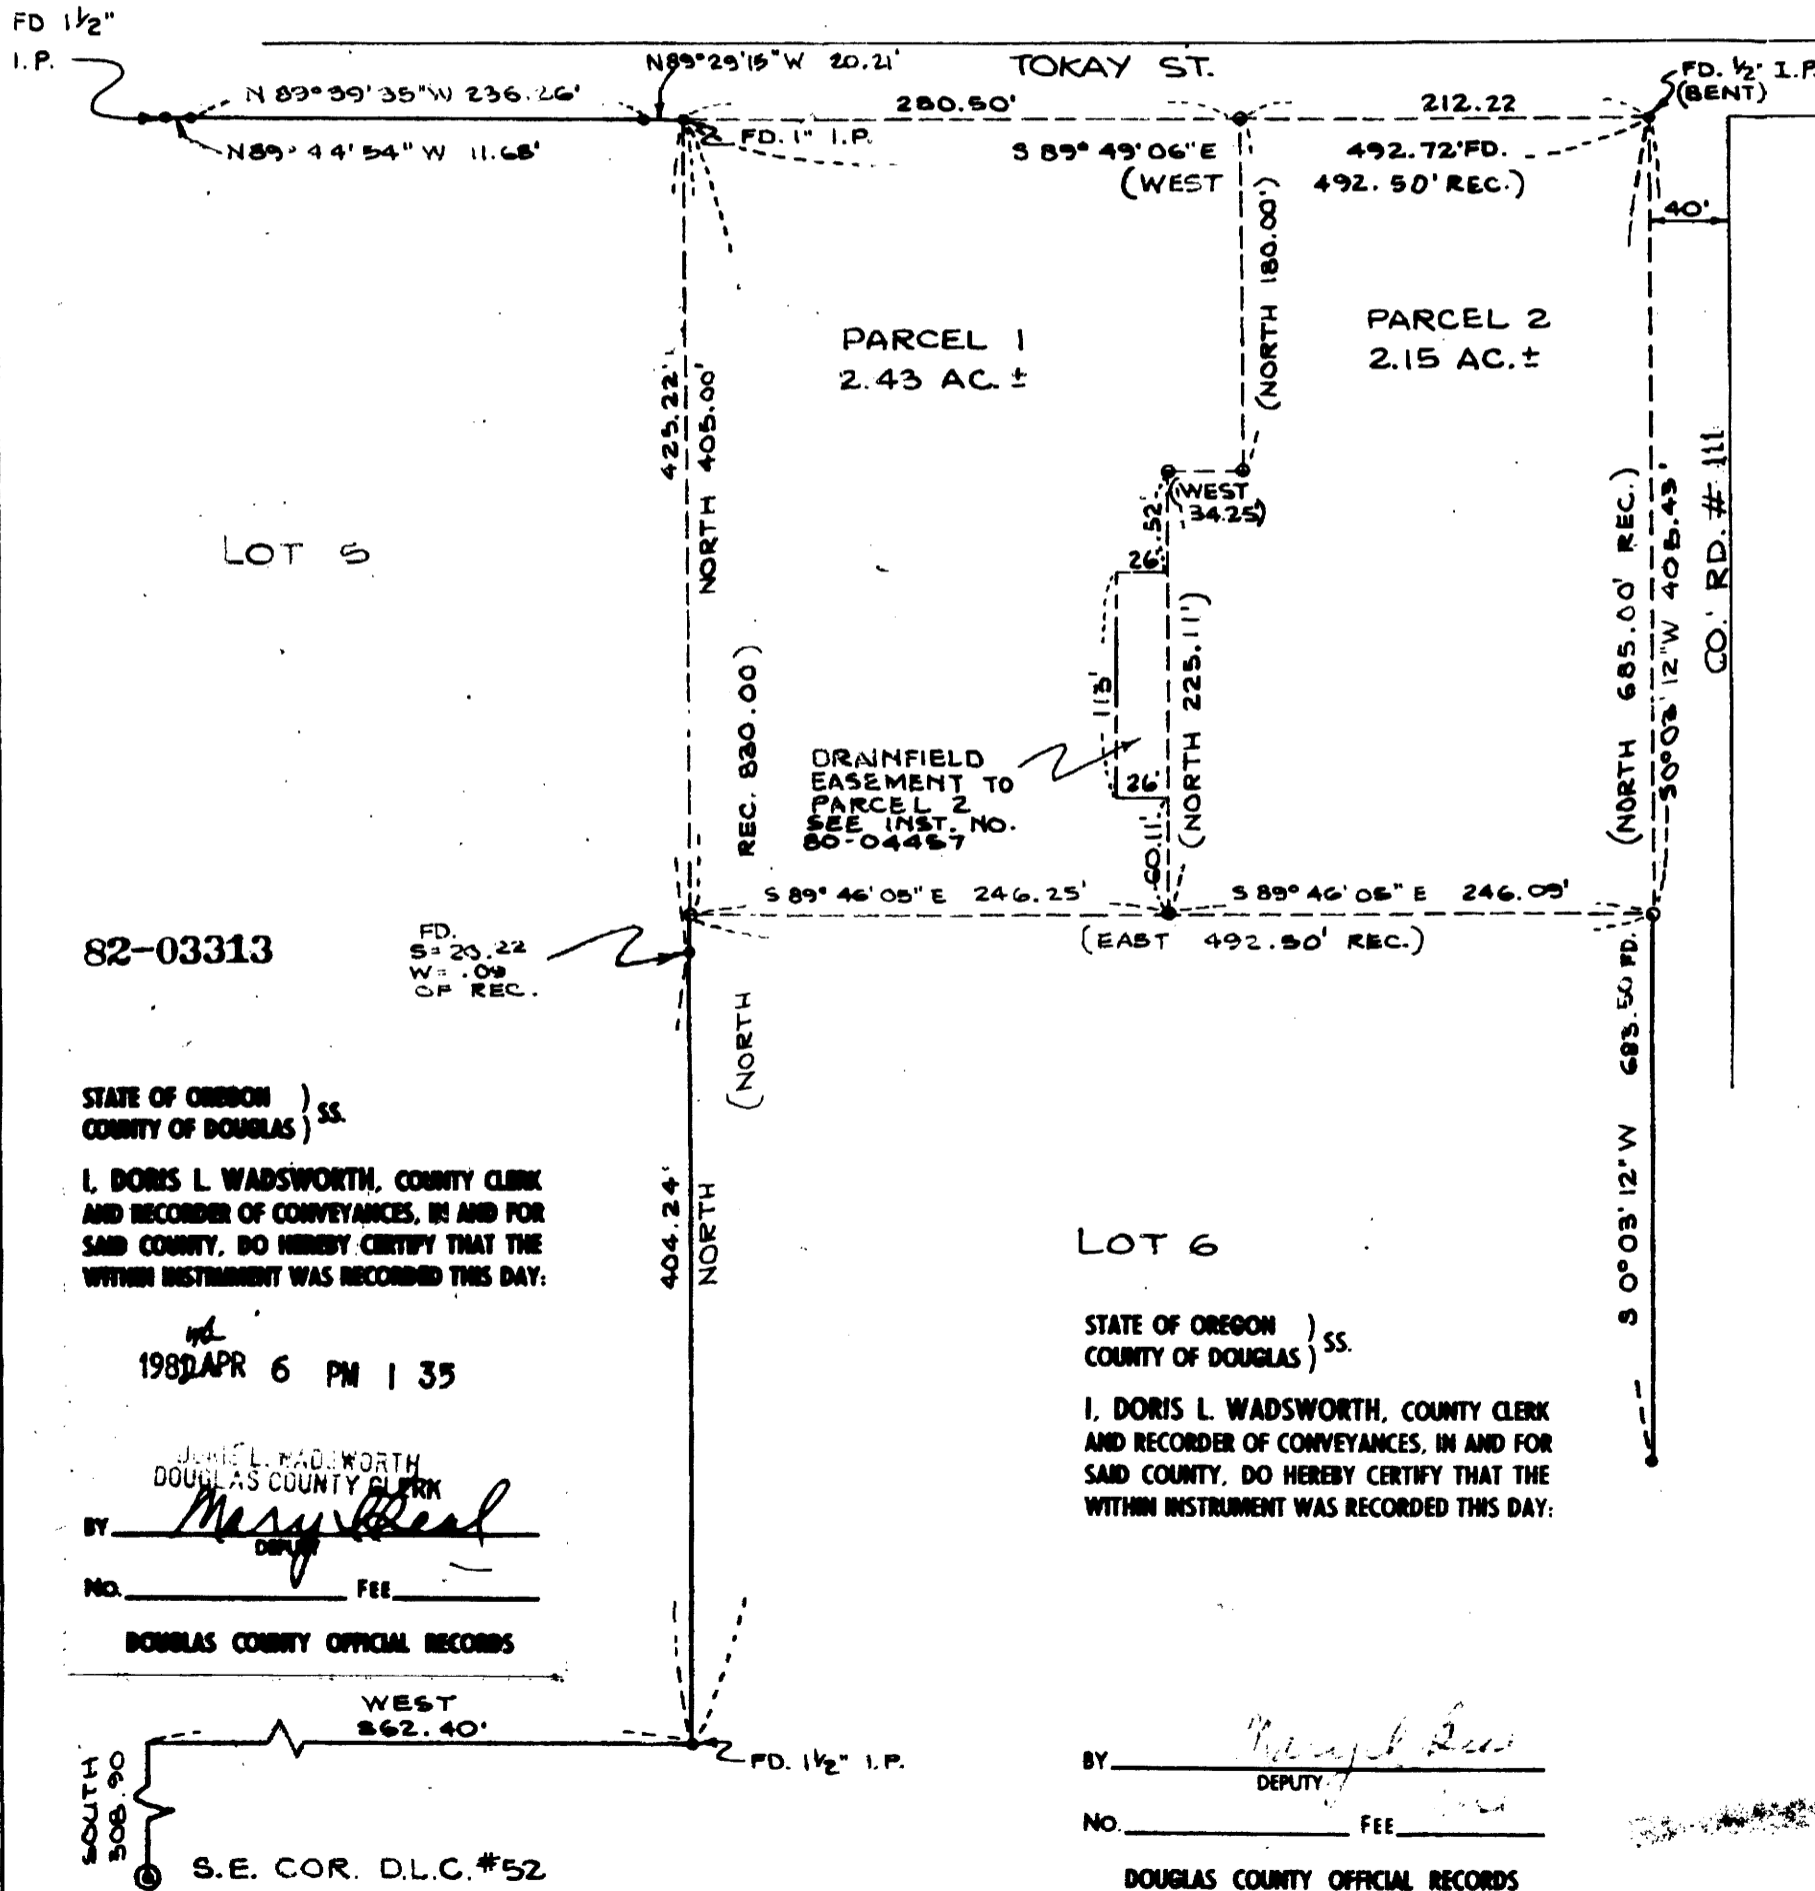 FD 1½"
I.P.
N89°29'15"W 20.21'
TOKAY ST.
FD. ½" I.P.
(BENT)
N 89°39'35"W 236.26'
280.50'
212.22
N89°44'54"W 11.68'
FD. 1" I.P.
S 89°49'06"E
492.72' FD.
(WEST
492.50' REC.)
40'
(NORTH 180.00')
PARCEL 1
2.43 AC. ±
PARCEL 2
2.15 AC. ±
425.22'
NORTH 405.00'
(WEST
34.25')
52'
26'
LOT 5
113'
(NORTH 225.11')
(NORTH 685.00' REC.)
S0°03'12"W 405.43'
CO. RD. # 111
REC. 830.00)
DRAINFIELD
EASEMENT TO
PARCEL 2
SEE INST. NO.
80-04457
26'
60.11'
S 89°46'05"E 246.25'
S 89°46'05"E 246.09'
(EAST 492.50' REC.)
82-03313
FD.
OF REC.
(NORTH
683.50 FD.
S 0°03'12"W
STATE OF OREGON )
COUNTY OF DOUGLAS ) SS.
I, DORIS L. WADSWORTH, COUNTY CLERK
AND RECORDER OF CONVEYANCES, IN AND FOR
SAID COUNTY, DO HEREBY CERTIFY THAT THE
WITHIN INSTRUMENT WAS RECORDED THIS DAY:
404.24'
NORTH
LOT 6
1982 APR 6 PM 1 35
DORIS L. WADSWORTH
DOUGLAS COUNTY CLERK
BY
DEPUTY
NO. FEE
DOUGLAS COUNTY OFFICIAL RECORDS
STATE OF OREGON )
COUNTY OF DOUGLAS ) SS.
I, DORIS L. WADSWORTH, COUNTY CLERK
AND RECORDER OF CONVEYANCES, IN AND FOR
SAID COUNTY, DO HEREBY CERTIFY THAT THE
WITHIN INSTRUMENT WAS RECORDED THIS DAY:
WEST
862.40'
FD. 1½" I.P.
SOUTH
508.90
S.E. COR. D.L.C. #52
BY
DEPUTY
NO. FEE
DOUGLAS COUNTY OFFICIAL RECORDS